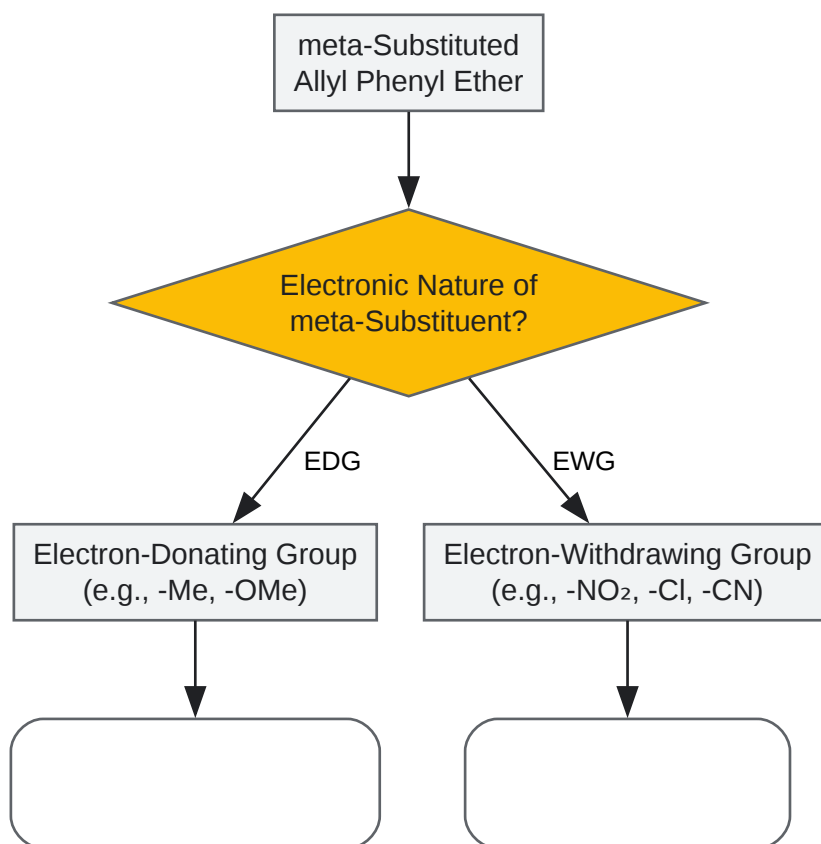 meta-Substituted
Allyl Phenyl Ether
Electronic Nature of
meta-Substituent?
EDG
EWG
Electron-Donating Group
(e.g., -Me, -OMe)
Electron-Withdrawing Group
(e.g., -NO₂, -Cl, -CN)